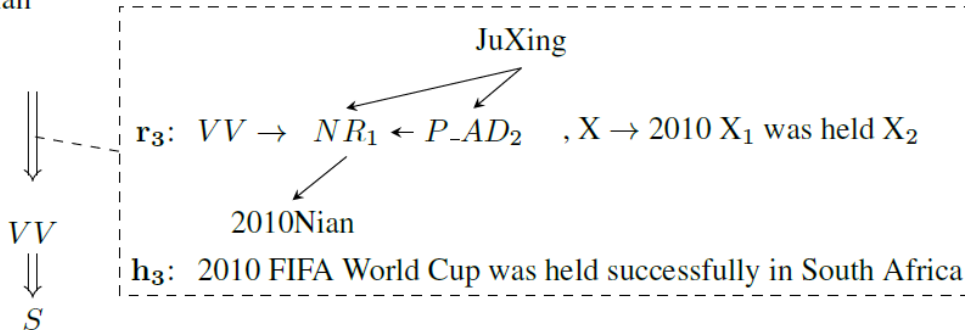 JuXing
r₃: VV → NR₁ ← P_AD₂ , X → 2010 X₁ was held X₂
2010Nian
VV
h₃: 2010 FIFA World Cup was held successfully in South Africa
S